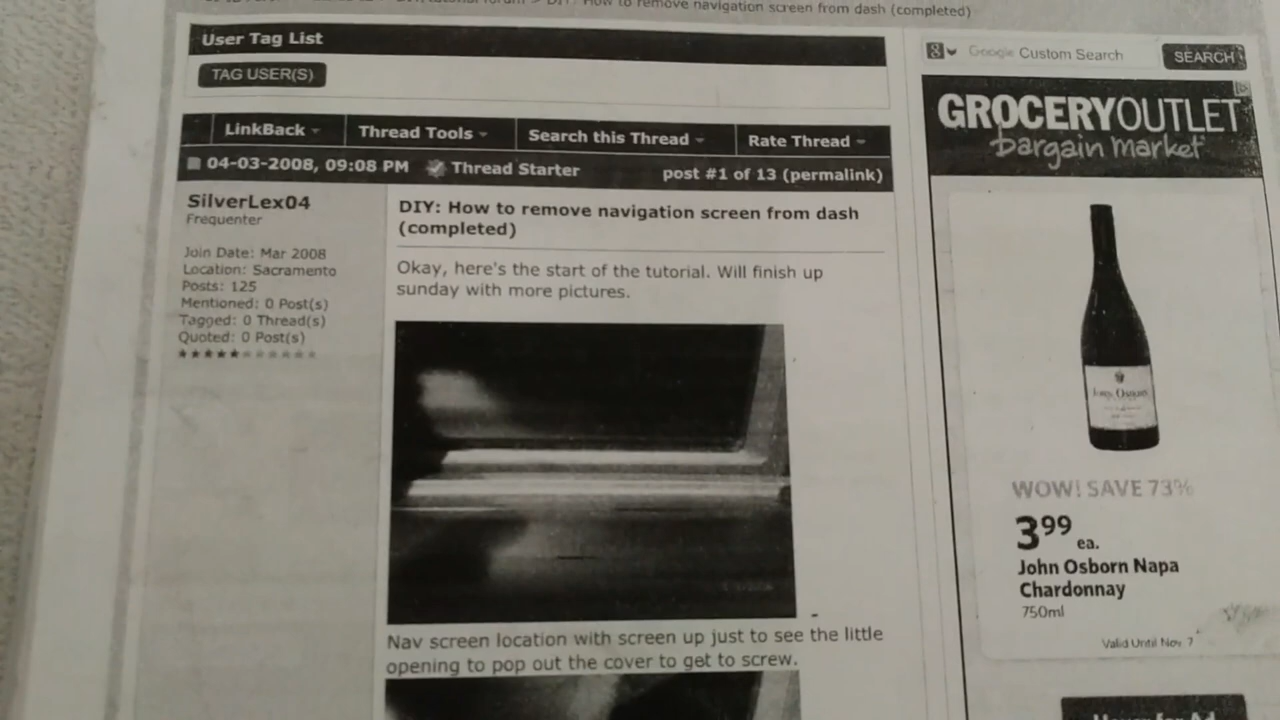 DIY: How to remove navigation screen from dash (completed)
User Tag List
TAG USER(S)
LinkBack
Thread Tools
Search this Thread
Rate Thread
04-03-2008, 09:08 PM
Thread Starter
post #1 of 13 (permalink)
SilverLex04
Frequenter
Join Date: Mar 2008
Location: Sacramento
Posts: 125
Mentioned: 0 Post(s)
Tagged: 0 Thread(s)
Quoted: 0 Post(s)
DIY: How to remove navigation screen from dash
(completed)
Okay, here's the start of the tutorial. Will finish up
sunday with more pictures.
Nav screen location with screen up just to see the little
opening to pop out the cover to get to screw.
Google Custom Search
SEARCH
GROCERY OUTLET
bargain market
John Osborn
WOW! SAVE 73%
399
ea.
John Osborn Napa
Chardonnay
750ml
Valid Until Nov 7